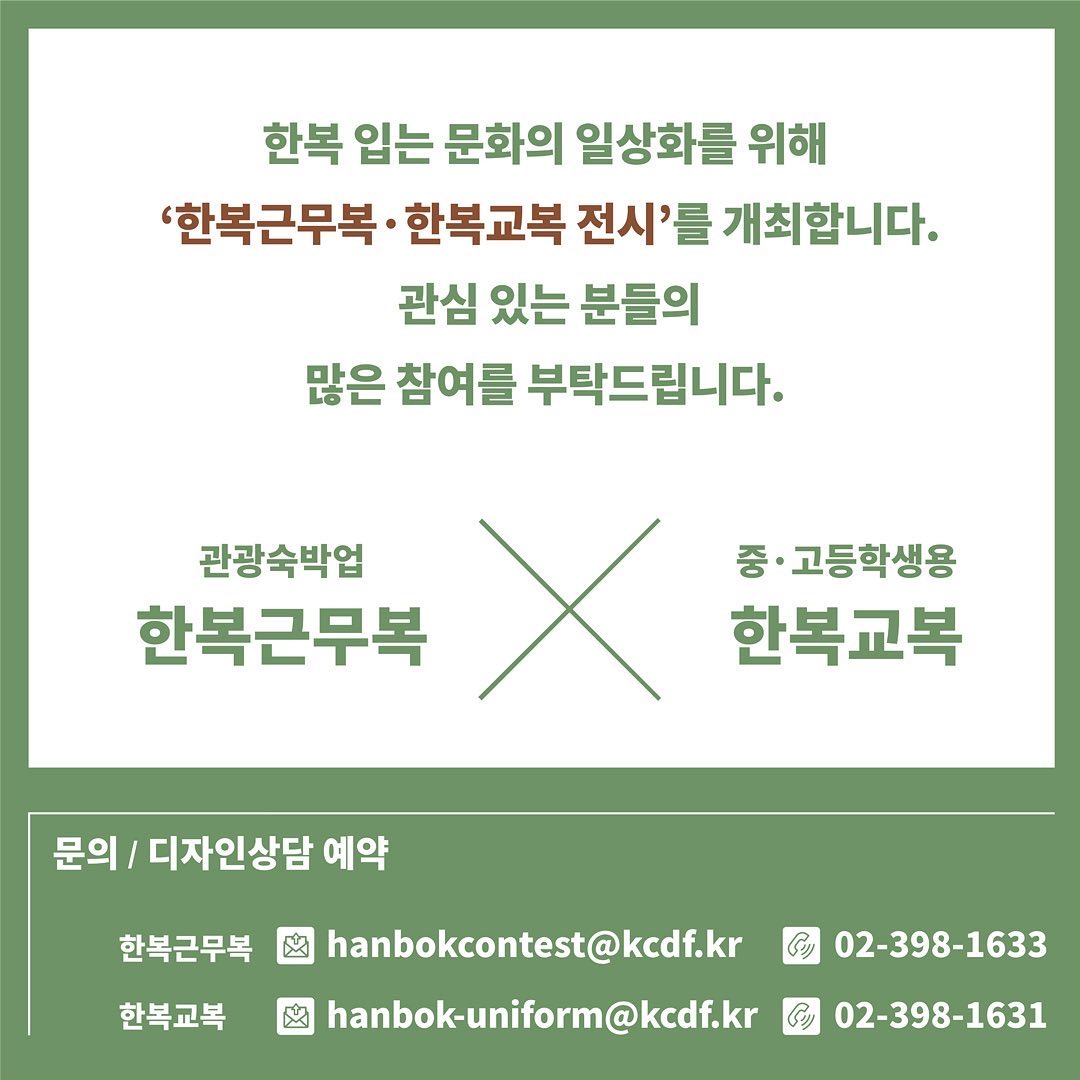 한복 입는 문화의 일상화를 위해
‘한복근무복·한복교복 전시’를 개최합니다.
관심 있는 분들의
많은 참여를 부탁드립니다.
관광숙박업
한복근무복
중·고등학생용
한복교복
문의 / 디자인상담 예약
한복근무복 hanbokcontest@kcdf.kr 02-398-1633
한복교복 hanbok-uniform@kcdf.kr 02-398-1631